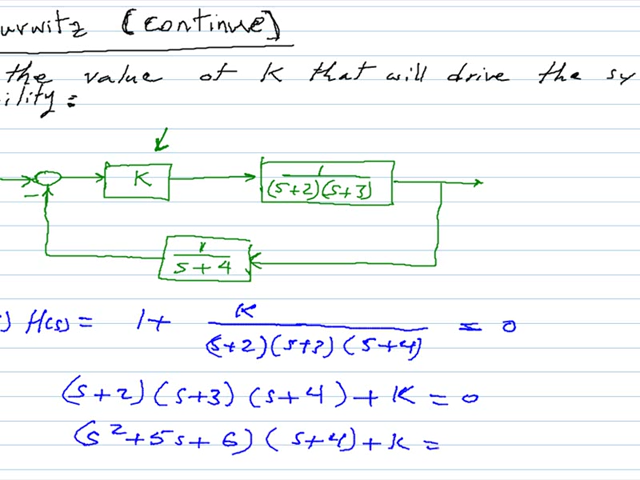 urwitz (continue)
the value of K that will drive the sy
ility:
K
1
(s+2)(s+3)
1
s+4
) H(s) = 1 + K / (s+2)(s+3)(s+4) = 0
(s+2)(s+3)(s+4) + K = 0
(s²+5s+6)(s+4)+K =